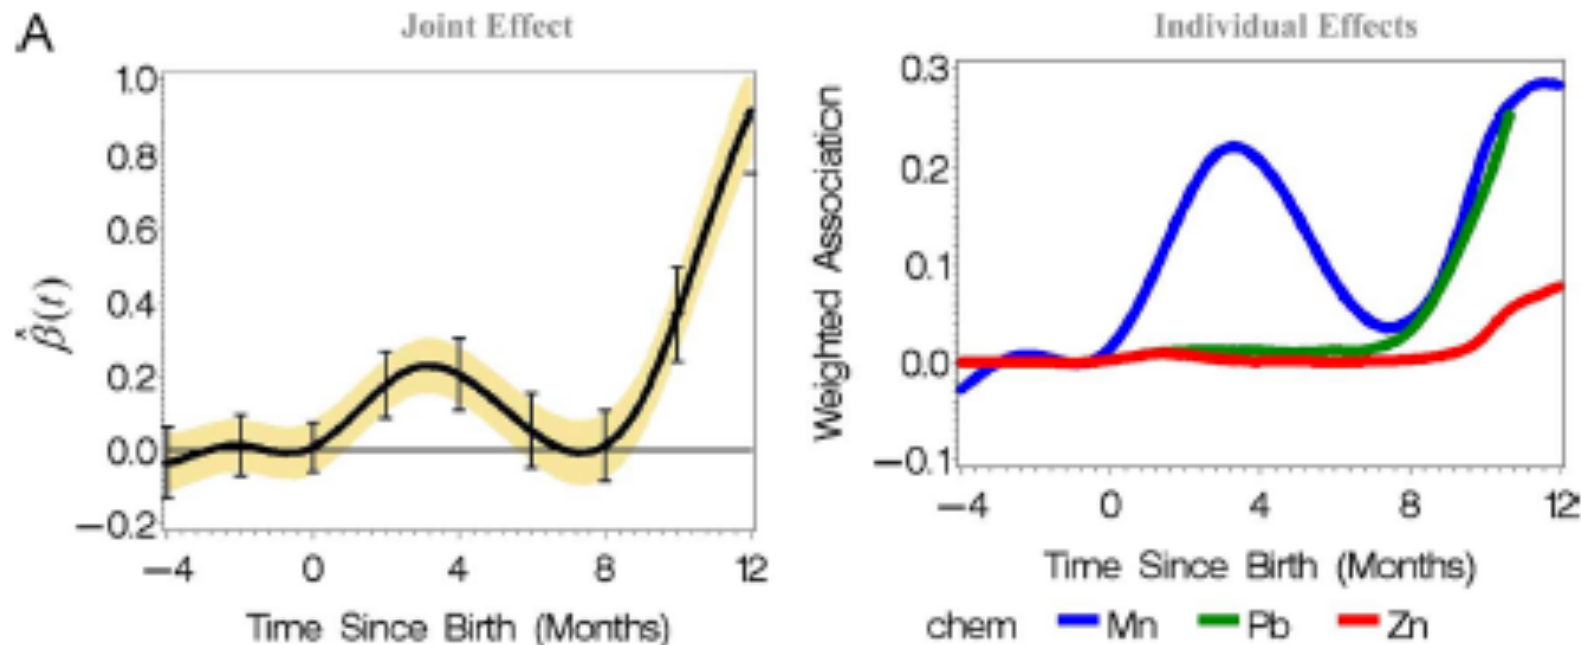 A
Joint Effect
1.0
0.8
0.6
0.4
0.2
0.0
−0.2
β̂(t)
−4 0 4 8 12
Time Since Birth (Months)
Individual Effects
0.3
0.2
0.1
0.0
−0.1
Weighted Association
−4 0 4 8 12
Time Since Birth (Months)
chem Mn Pb Zn